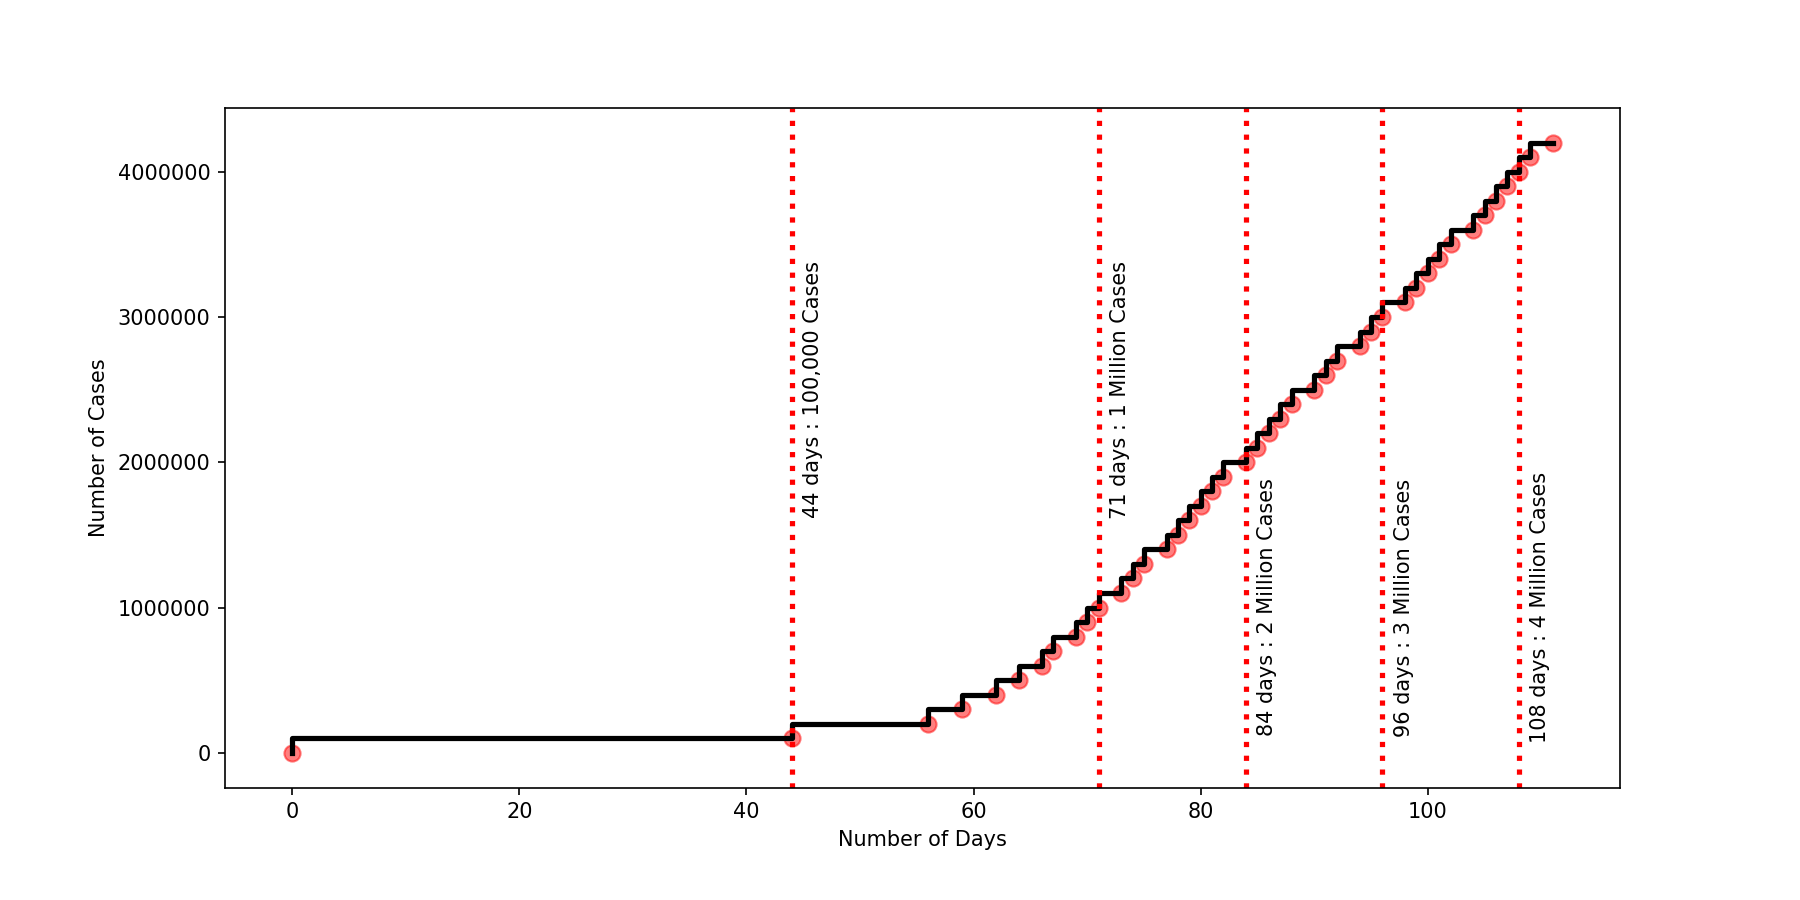 Number of Cases
4000000
3000000
2000000
1000000
0
44 days : 100,000 Cases
71 days : 1 Million Cases
84 days : 2 Million Cases
96 days : 3 Million Cases
108 days : 4 Million Cases
0 20 40 60 80 100
Number of Days